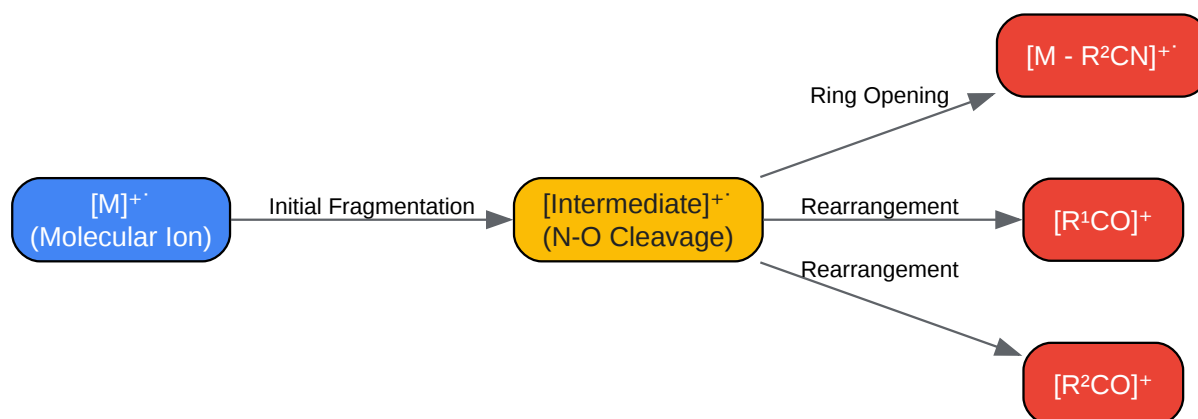 [M - R²CN]⁺˙
Ring Opening
[M]⁺˙
(Molecular Ion)
Initial Fragmentation
[Intermediate]⁺˙
(N-O Cleavage)
Rearrangement
[R¹CO]⁺
Rearrangement
[R²CO]⁺